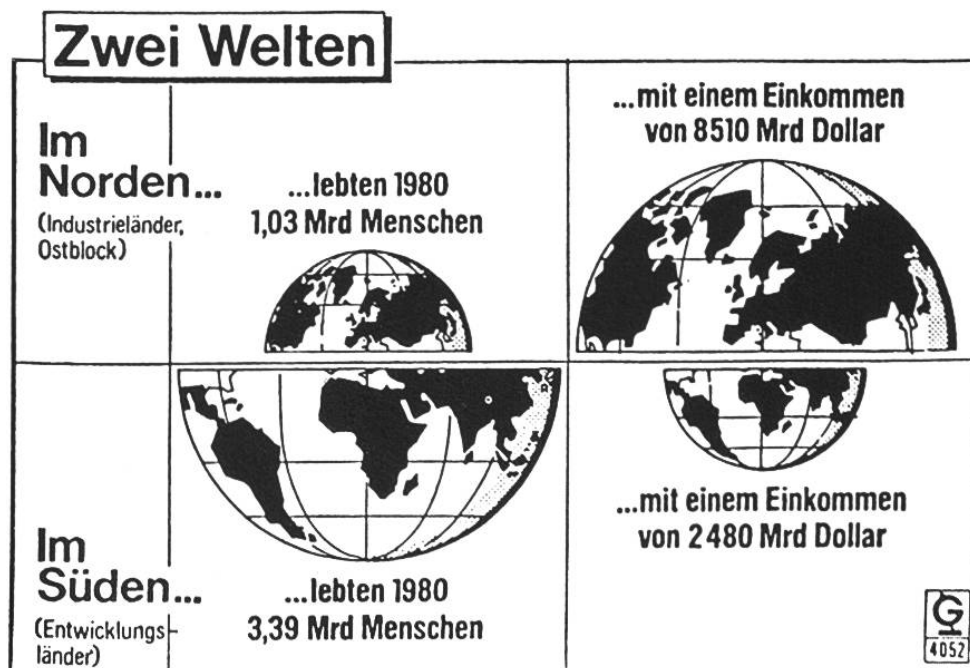 Zwei Welten
Im
Norden...
(Industrieländer,
Ostblock)
...lebten 1980
1,03 Mrd Menschen
...mit einem Einkommen
von 8510 Mrd Dollar
Im
Süden...
(Entwicklungs-
länder)
...lebten 1980
3,39 Mrd Menschen
...mit einem Einkommen
von 2480 Mrd Dollar
G
4052